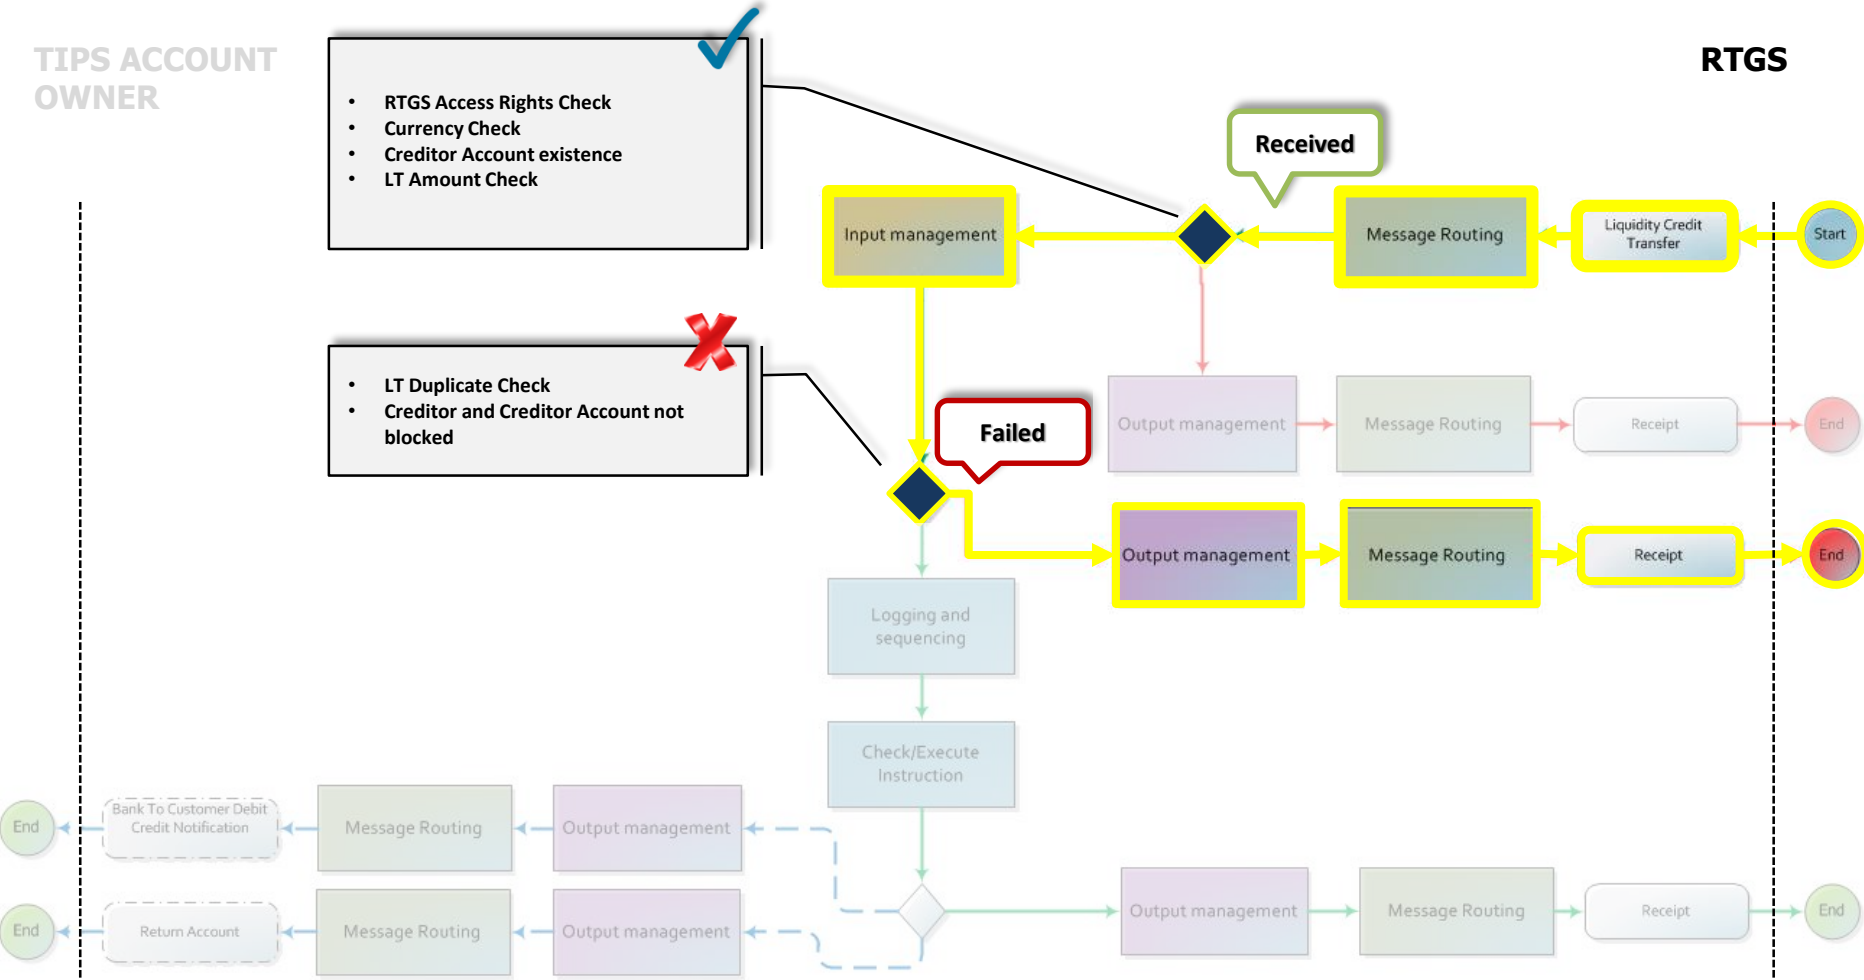 TIPS ACCOUNT
OWNER
RTGS
• RTGS Access Rights Check
• Currency Check
• Creditor Account existence
• LT Amount Check
Received
Input management
Message Routing
Liquidity Credit
Transfer
Start
• LT Duplicate Check
• Creditor and Creditor Account not
blocked
Failed
Output management
Message Routing
Receipt
End
Output management
Message Routing
Receipt
End
Logging and
sequencing
Check/Execute
Instruction
End
Bank To Customer Debit
Credit Notification
Message Routing
Output management
End
Return Account
Message Routing
Output management
Output management
Message Routing
Receipt
End